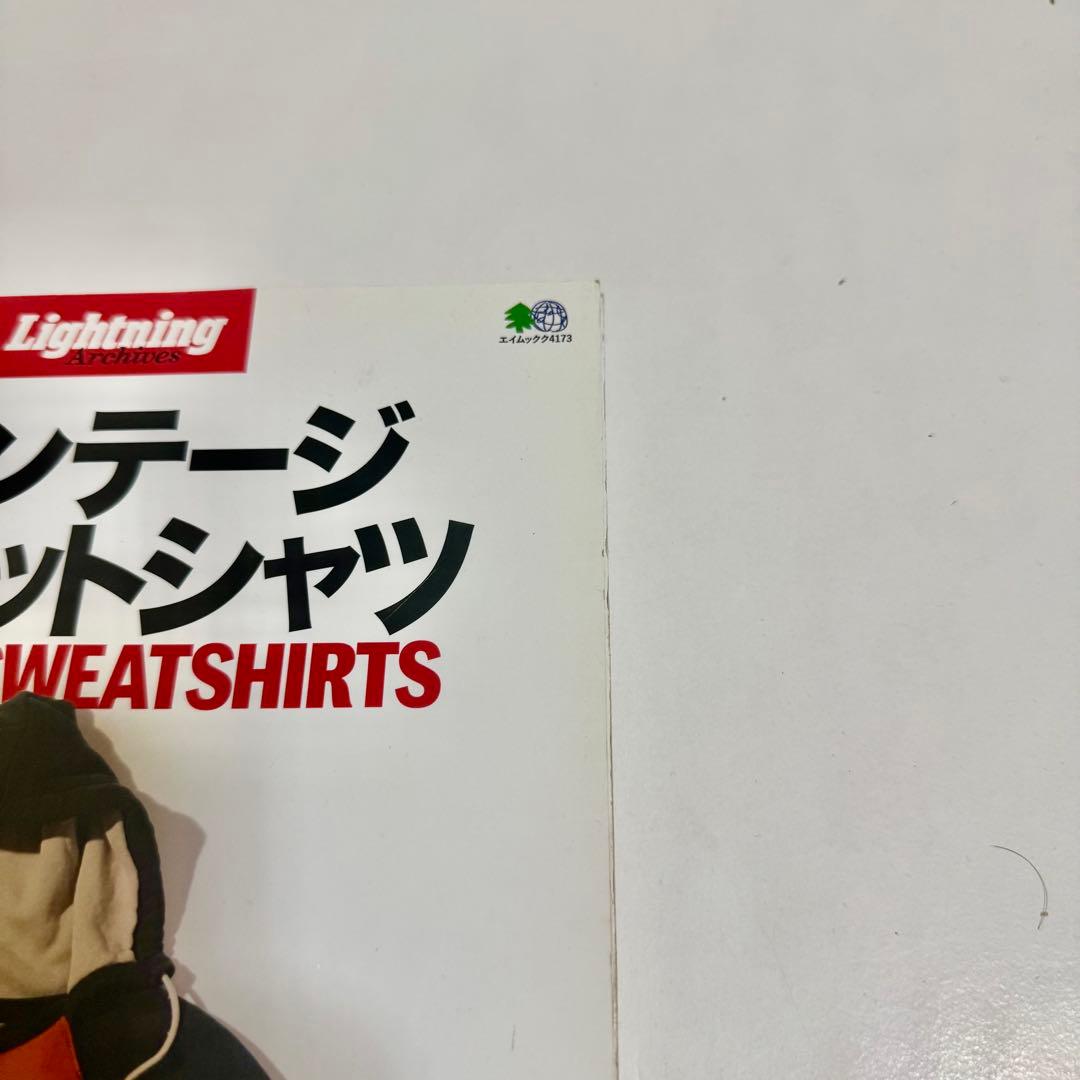 Lightning
Archives
エイムック4173
ンテージ
ットシャツ
SWEATSHIRTS